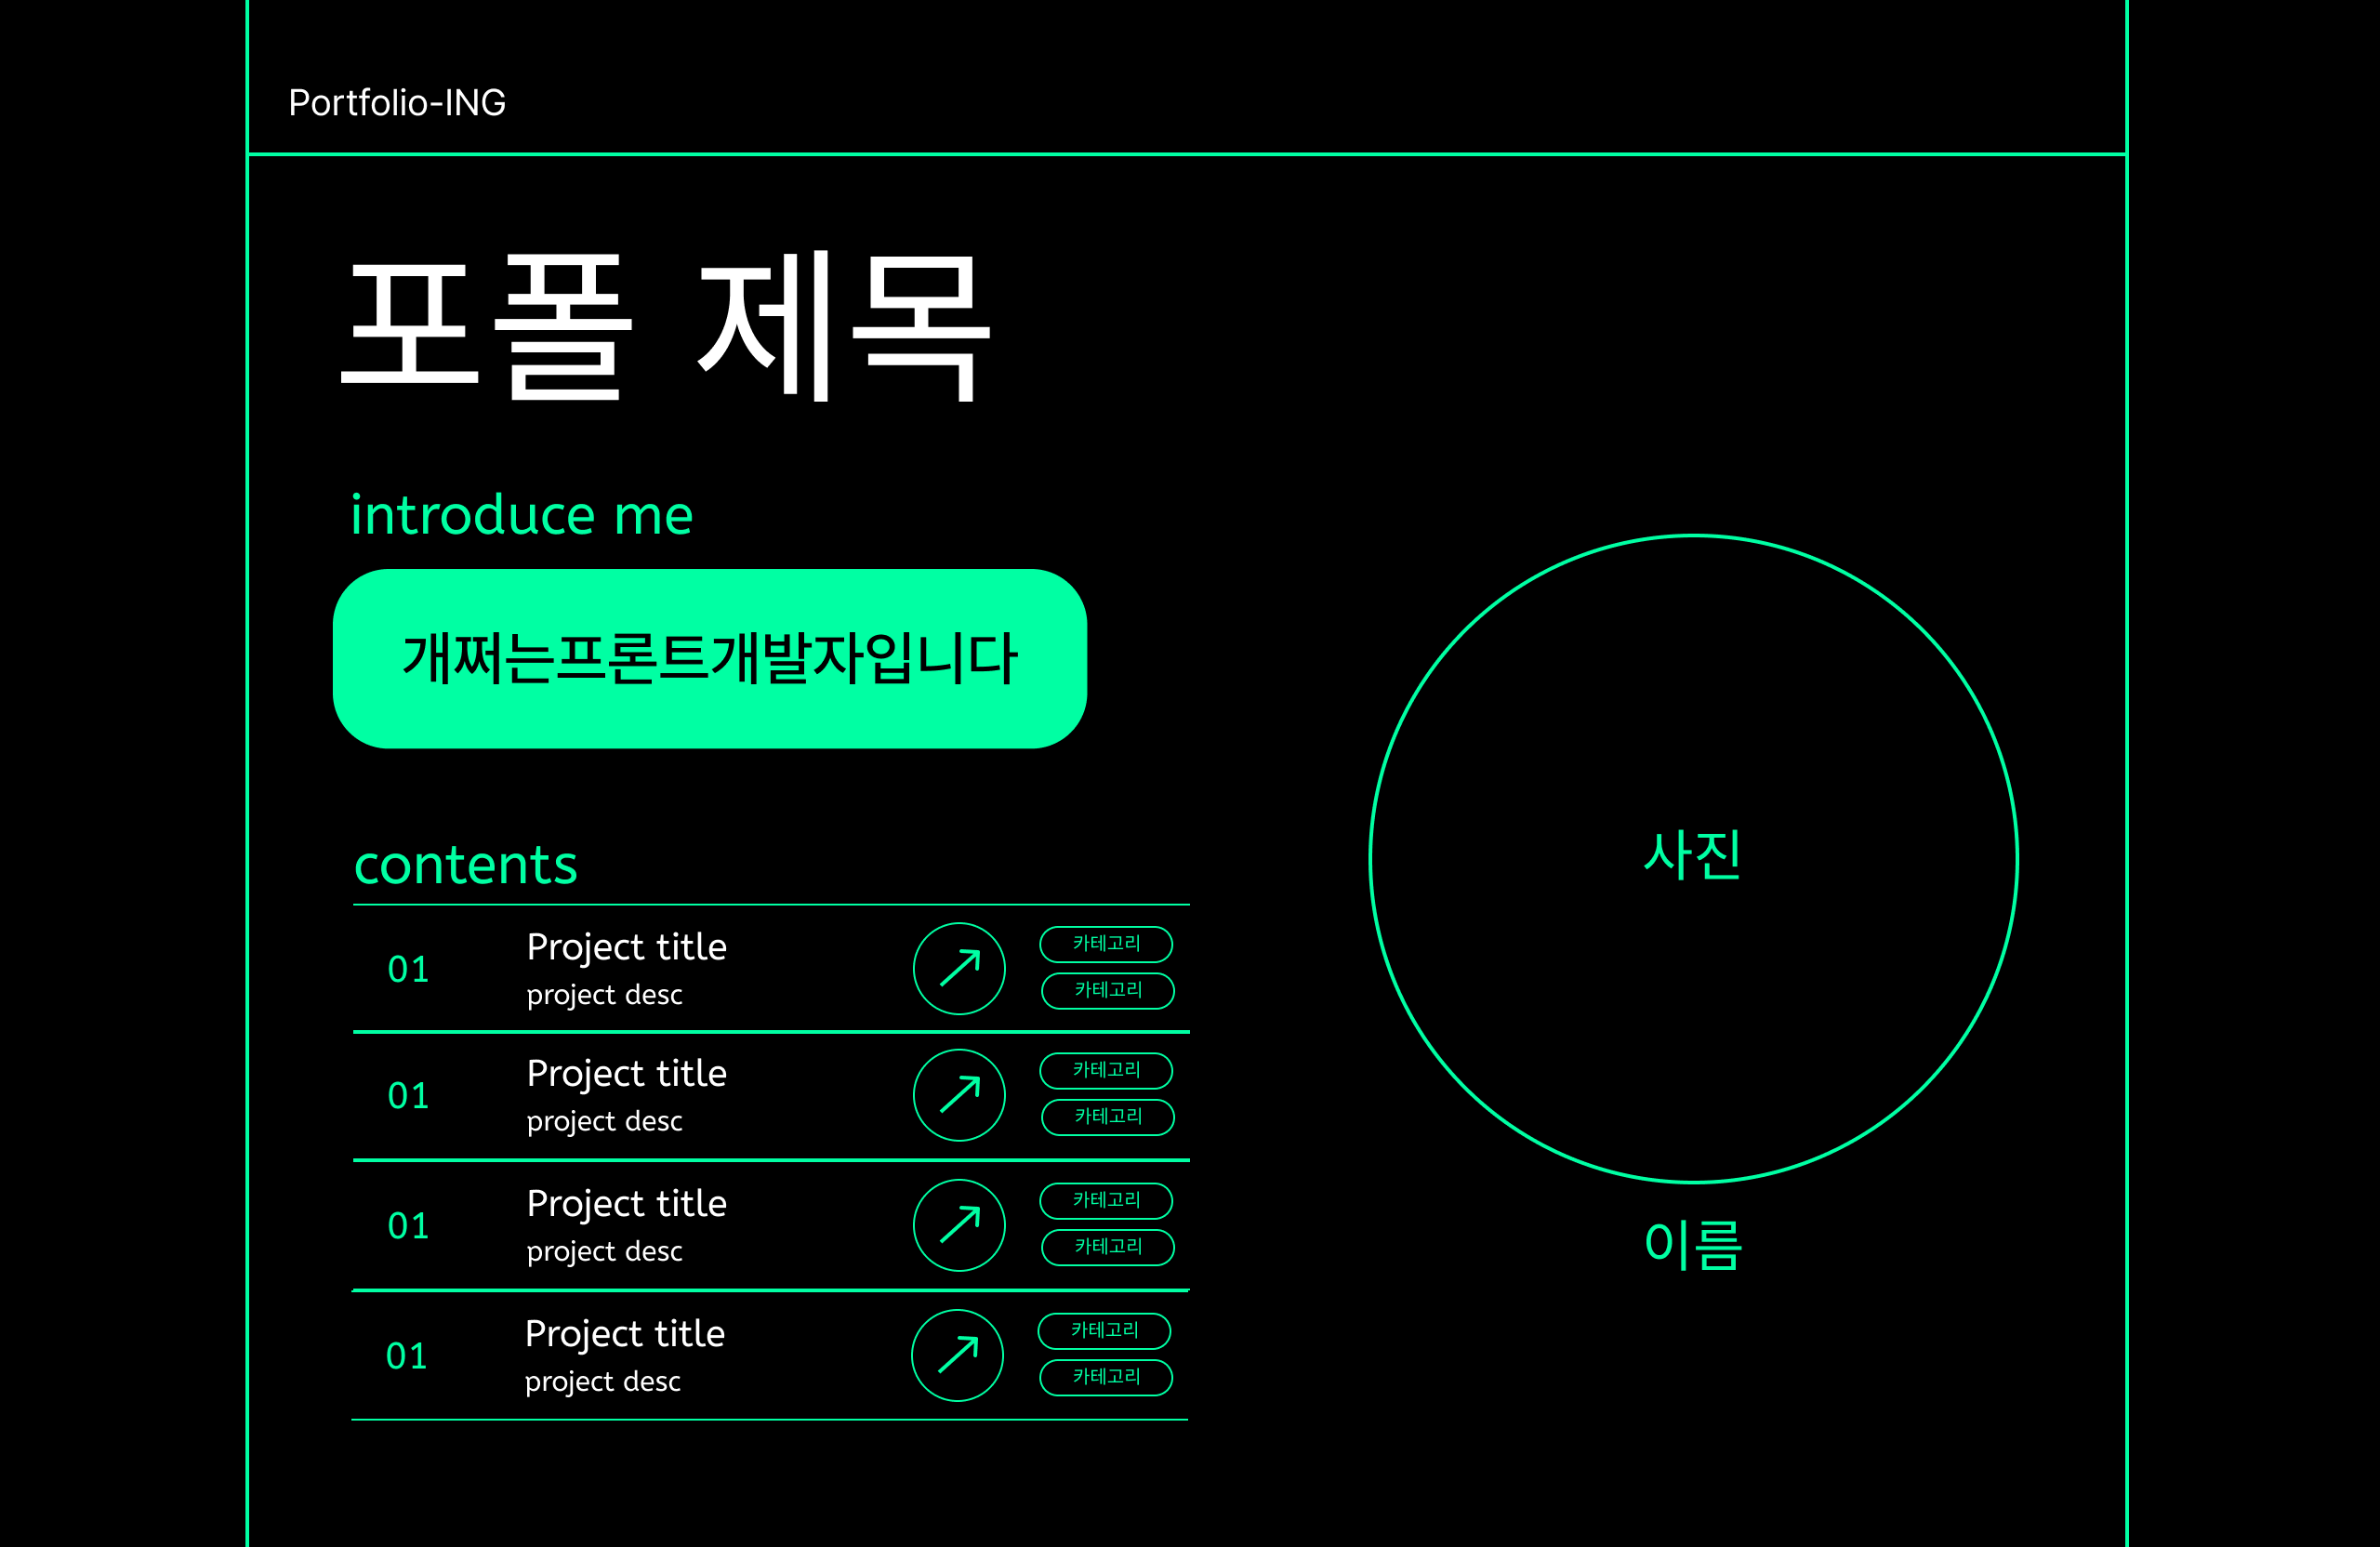 Portfolio-ING
포폴 제목
introduce me
개쩌는프론트개발자입니다
contents
01
Project title
project desc
카테고리
카테고리
01
Project title
project desc
카테고리
카테고리
01
Project title
project desc
카테고리
카테고리
01
Project title
project desc
카테고리
카테고리
사진
이름